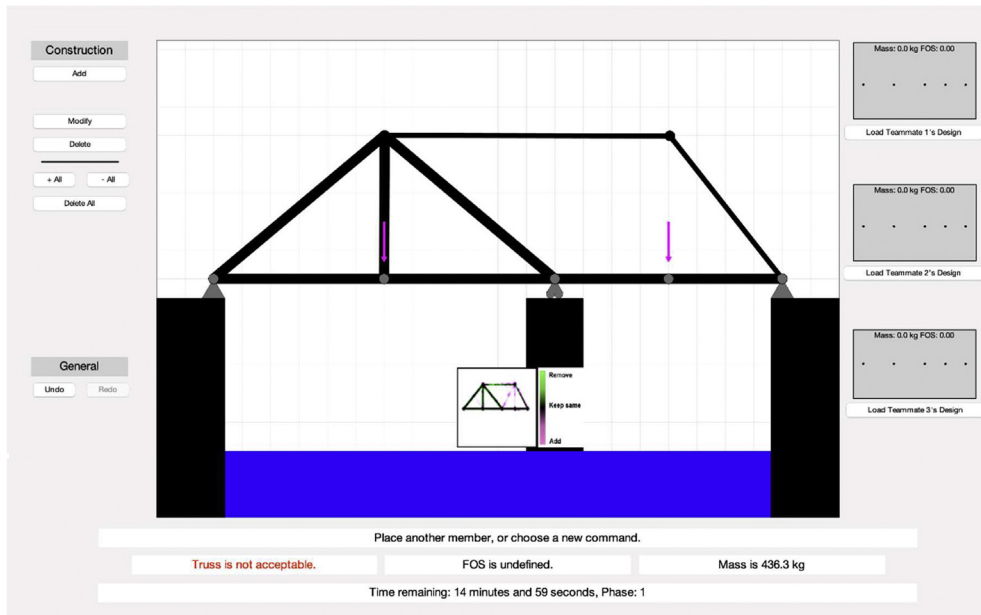 Construction
Add
Modify
Delete
+ All
- All
Delete All
General
Undo
Redo
Remove
Keep same
Add
Mass: 0.0 kg FOS: 0.00
Load Teammate 1's Design
Mass: 0.0 kg FOS: 0.00
Load Teammate 2's Design
Mass: 0.0 kg FOS: 0.00
Load Teammate 3's Design
Place another member, or choose a new command.
Truss is not acceptable.
FOS is undefined.
Mass is 436.3 kg
Time remaining: 14 minutes and 59 seconds, Phase: 1